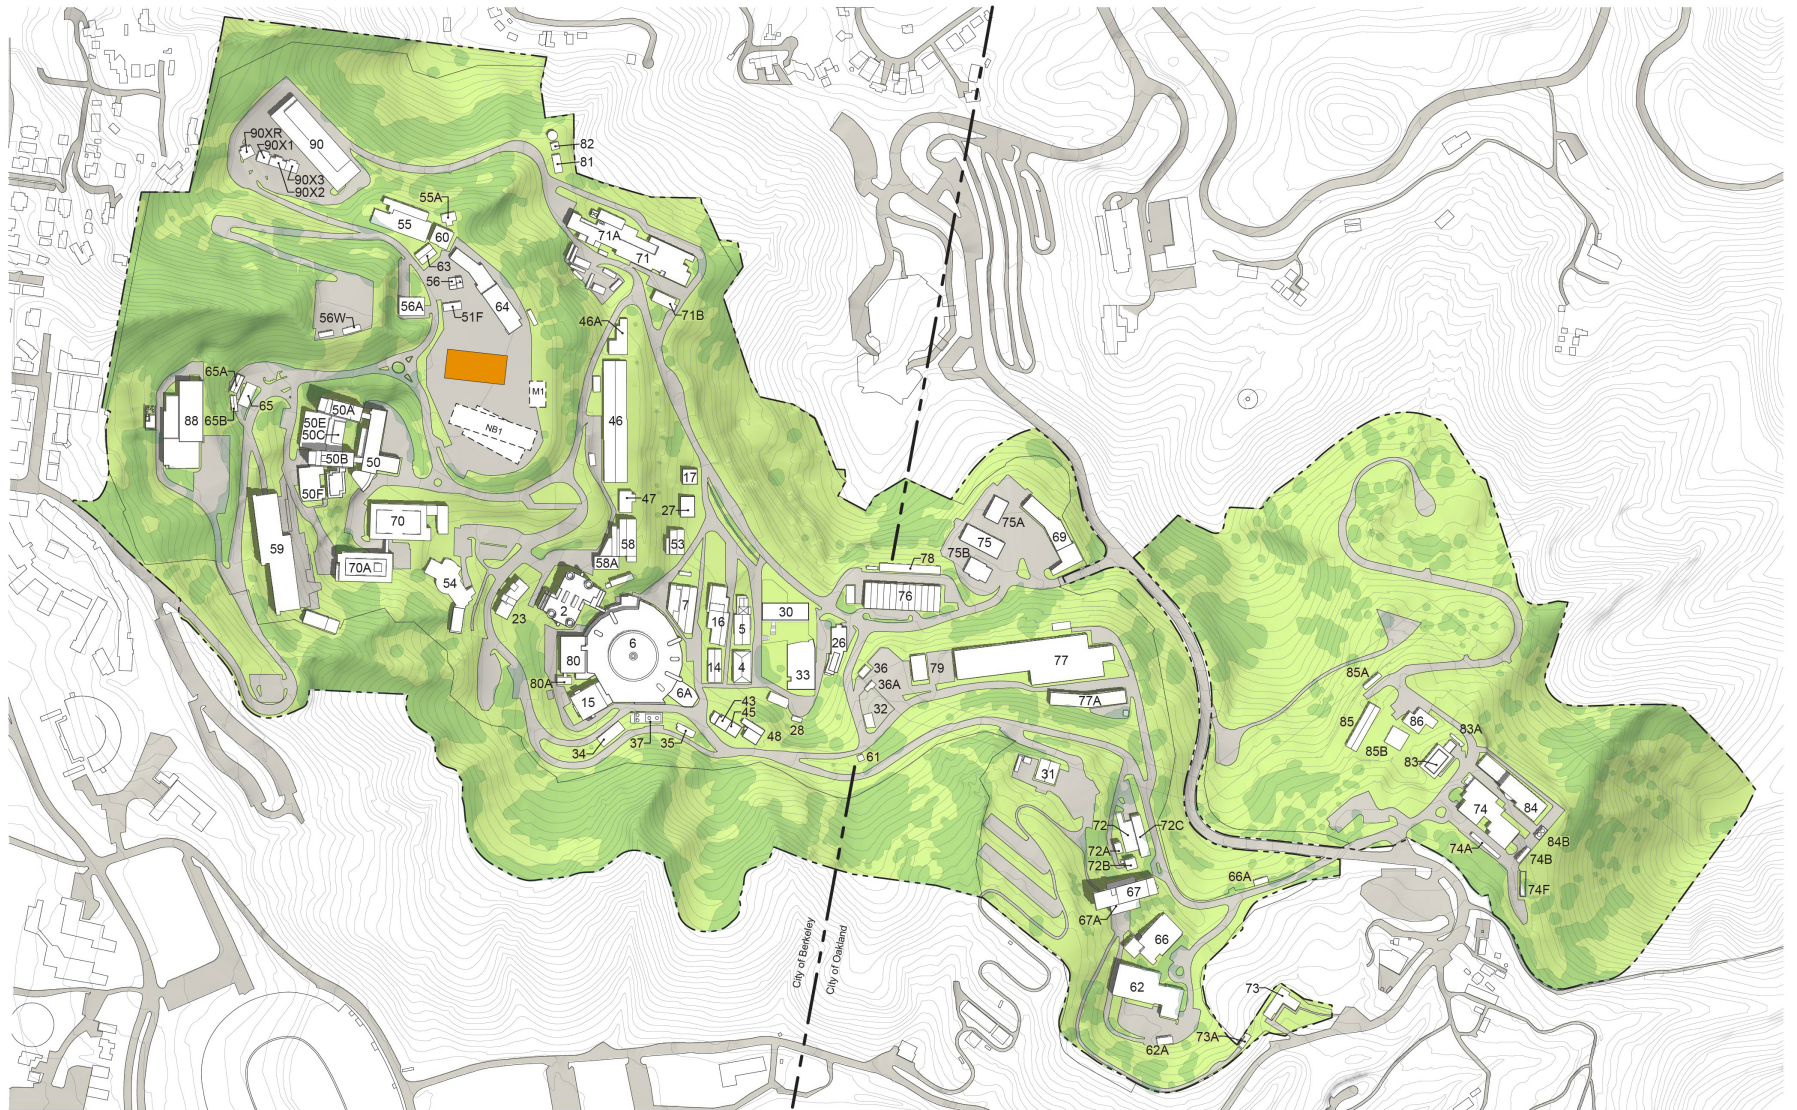 82
90XR
90X1
90
81
90X3
90X2
55A
55
60
71A
63
71
56
56A
64
51F
71B
56W
46A
65A
M1
88
65
50A
65B
50E
50C
46
NB1
50B
50
17
50F
47
27
70
75A
69
59
58
53
75
58A
75B
78
70A
54
2
7
76
23
16
5
30
6
26
80
14
4
33
36
79
77
80A
36A
85A
6A
15
43
45
32
77A
34
37
35
48
28
85
86
83A
85B
61
83
31
74
84
72
72C
84B
72A
72B
74A
74B
66A
67
74F
67A
City of Berkeley
City of Oakland
66
62
73
73A
62A